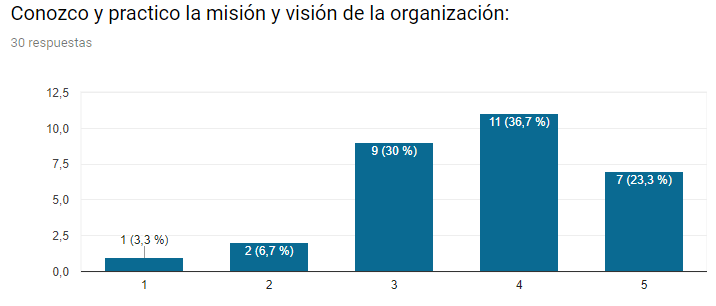 Conozco y practico la misión y visión de la organización:
30 respuestas
12,5
10,0
7,5
5,0
2,5
0,0
1 (3,3 %)
2 (6,7 %)
9 (30 %)
11 (36,7 %)
7 (23,3 %)
1 2 3 4 5